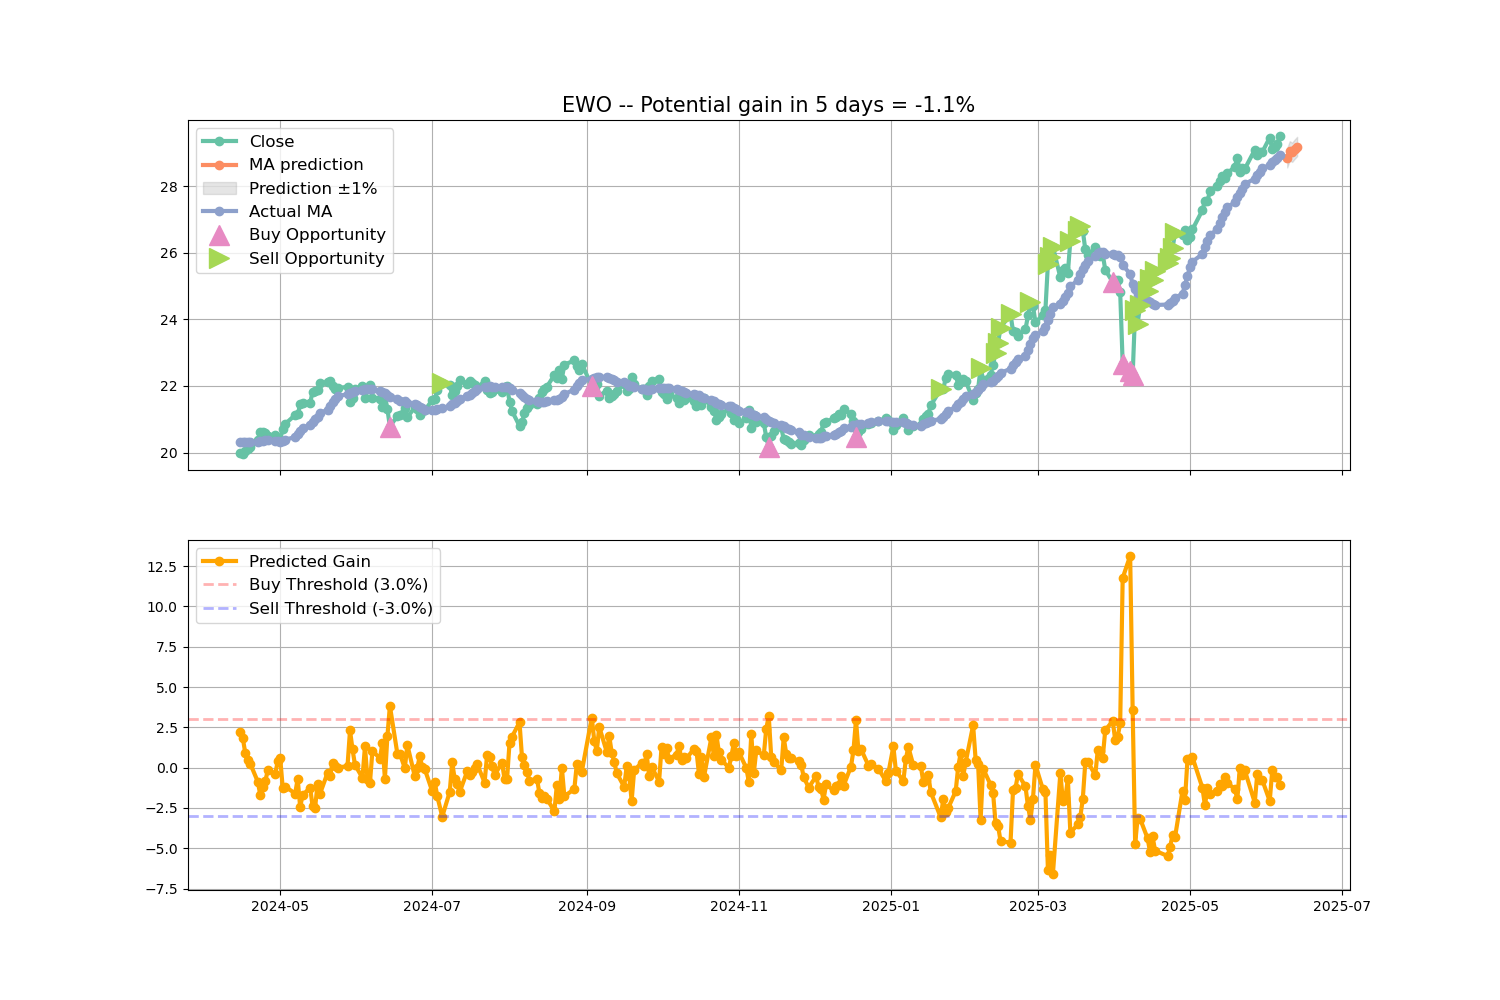 EWO -- Potential gain in 5 days = -1.1%
Close
MA prediction
Prediction ±1%
Actual MA
Buy Opportunity
Sell Opportunity
28
26
24
22
20
Predicted Gain
Buy Threshold (3.0%)
Sell Threshold (-3.0%)
12.5
10.0
7.5
5.0
2.5
0.0
−2.5
−5.0
−7.5
2024-05 2024-07 2024-09 2024-11 2025-01 2025-03 2025-05 2025-07